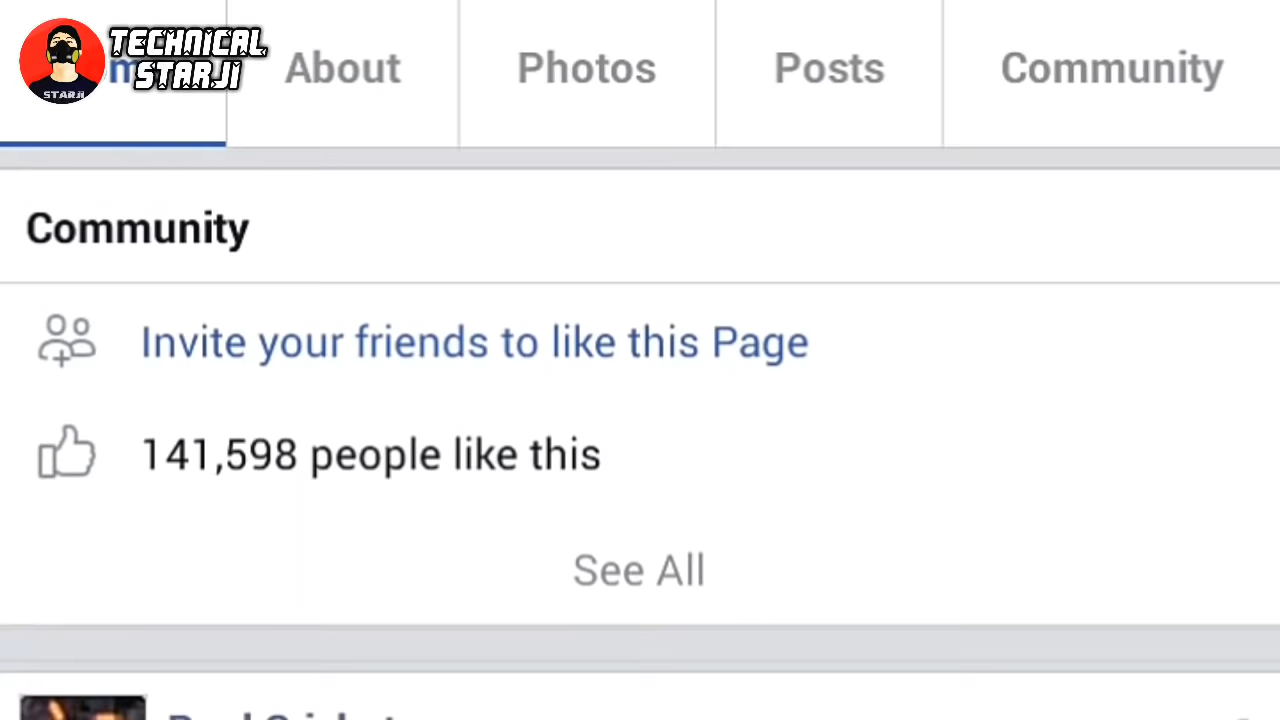 TECHNICAL
STARJI
STARJI
About
Photos
Posts
Community
Community
Invite your friends to like this Page
141,598 people like this
See All